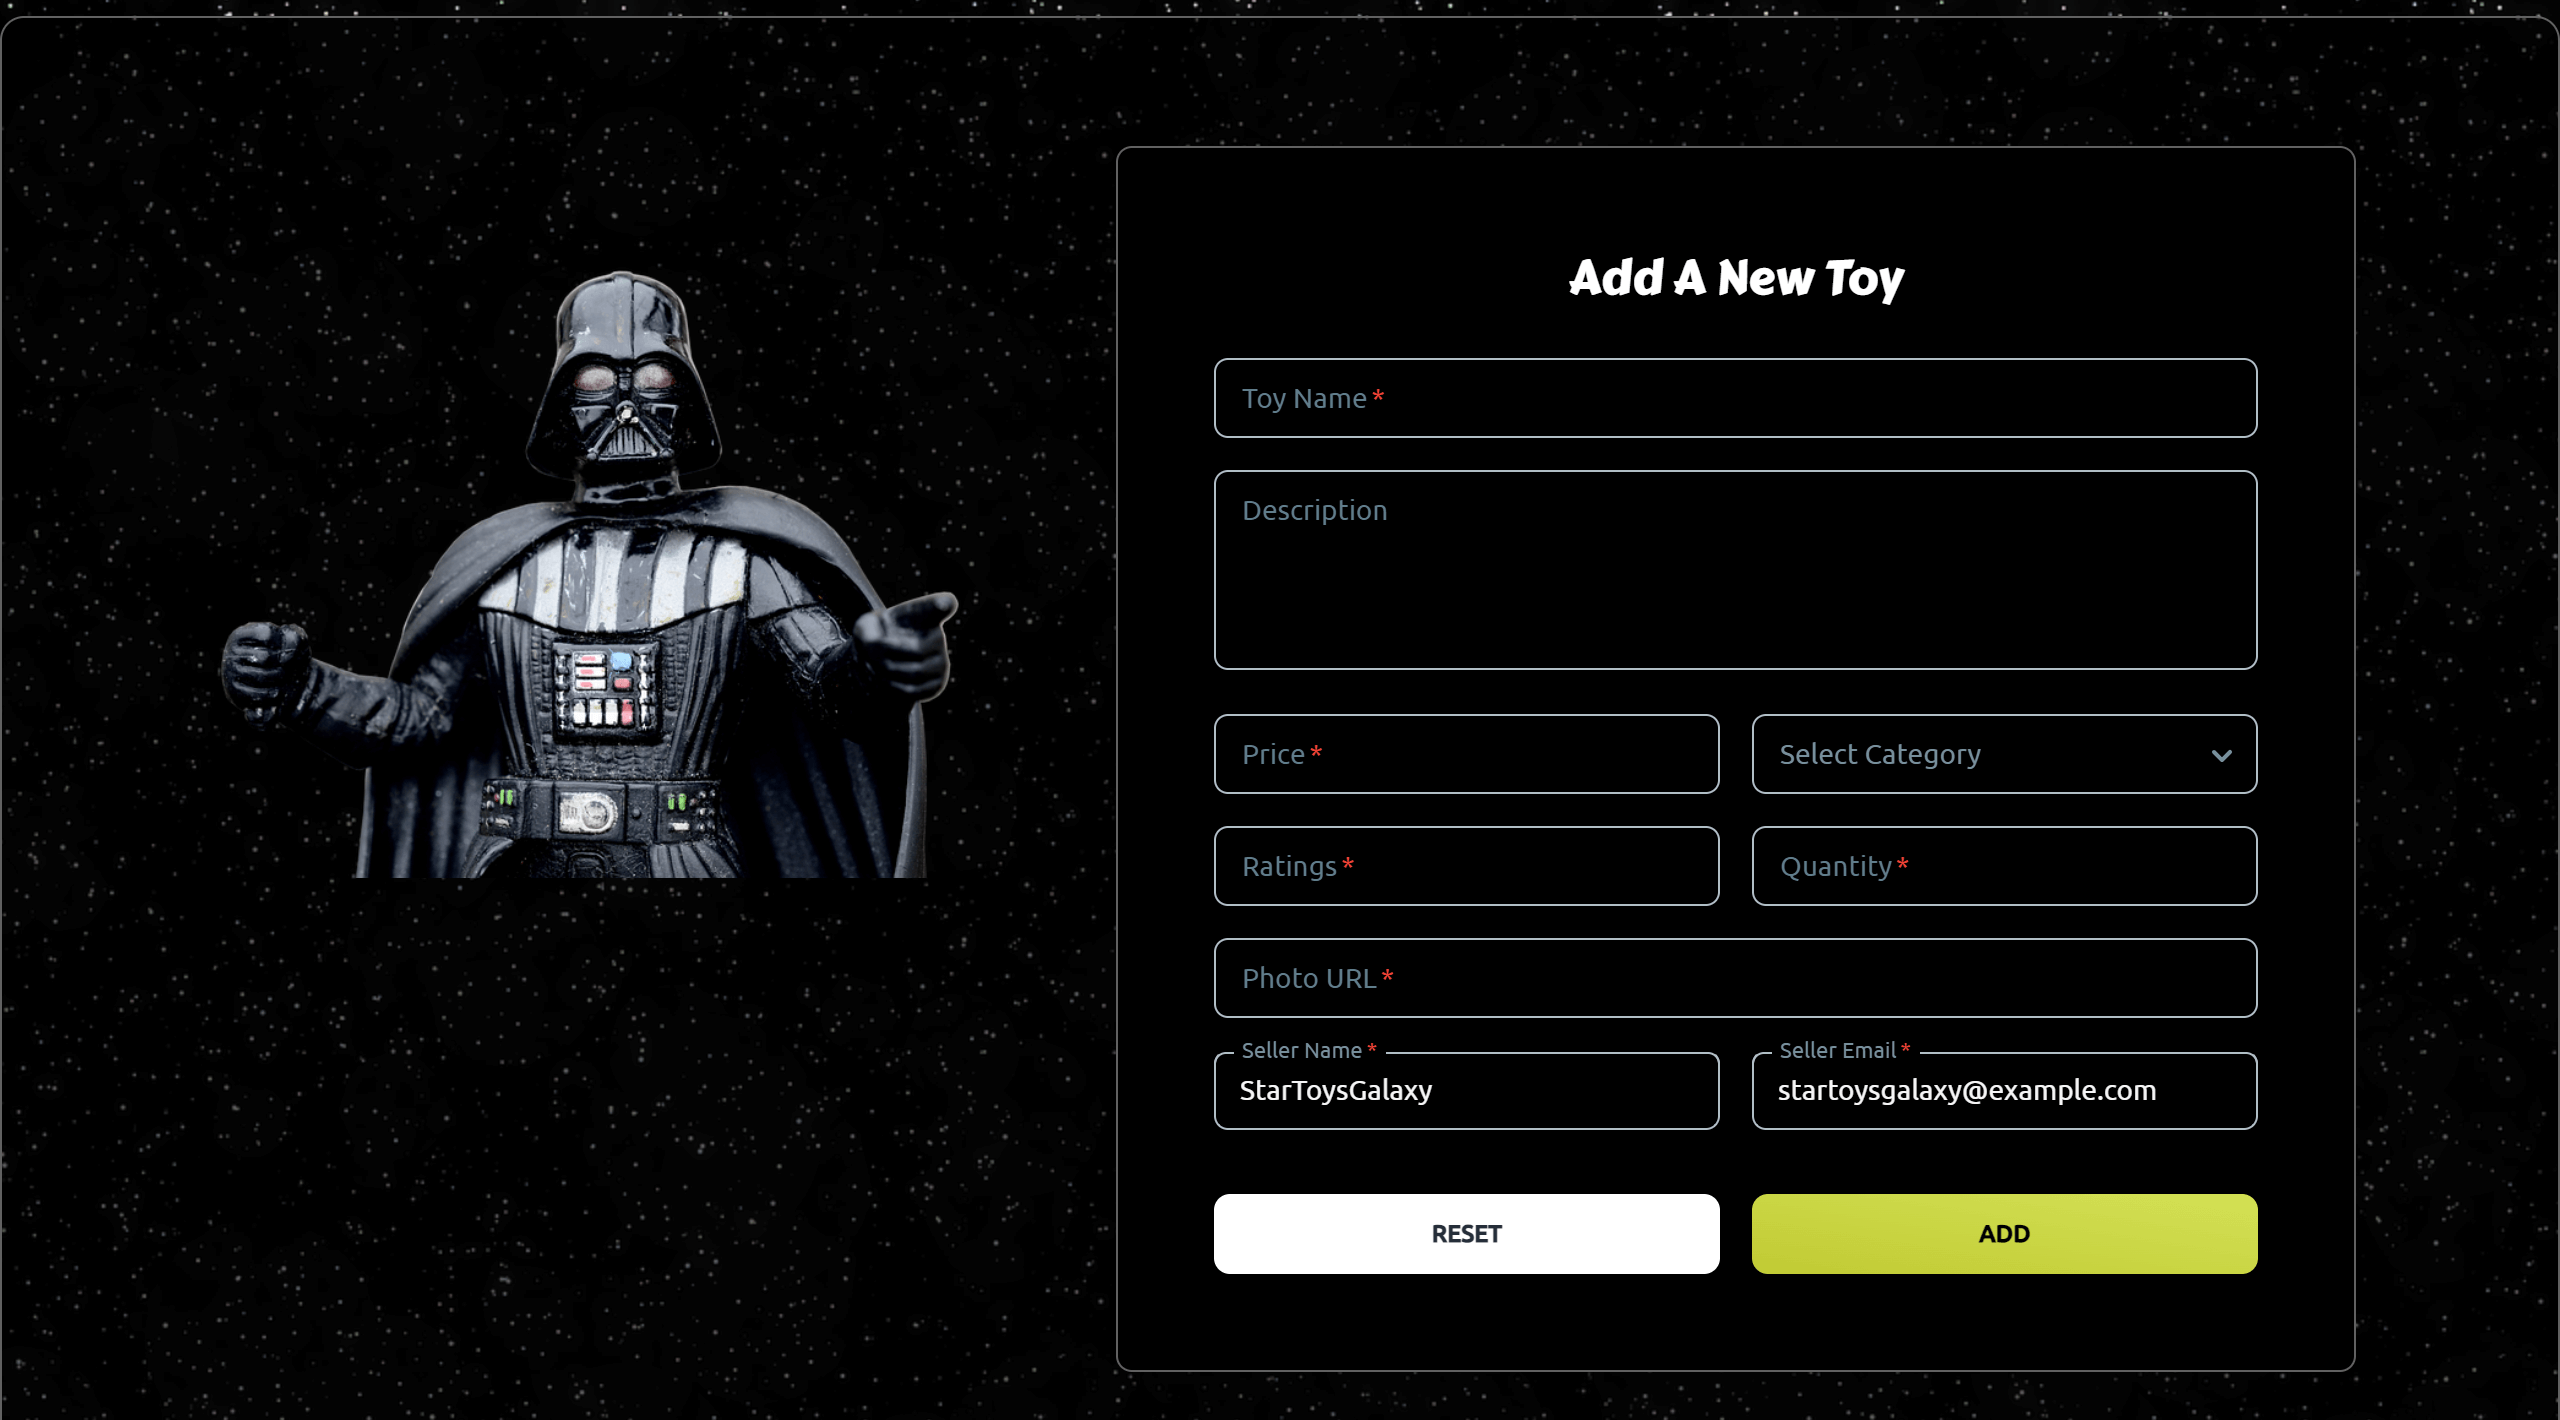 Add A New Toy
Toy Name *
Description
Price *
Select Category
Ratings *
Quantity *
Photo URL *
Seller Name *
Seller Email *
StarToysGalaxy
startoysgalaxy@example.com
RESET
ADD